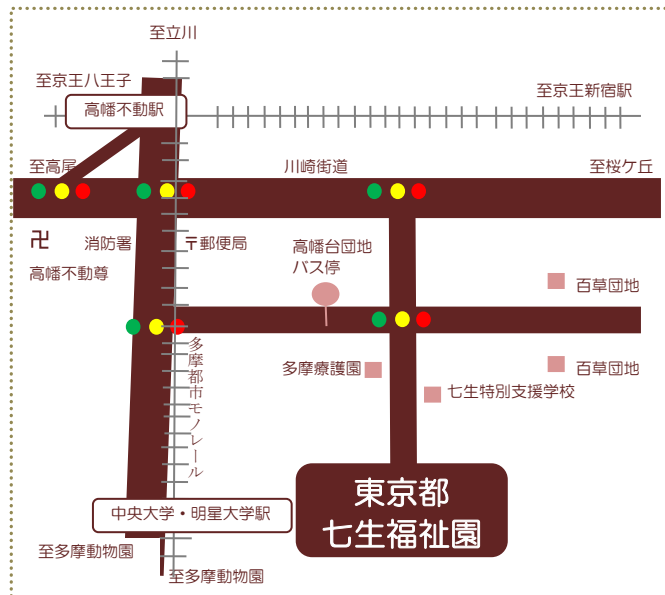 至立川
至京王八王子
至京王新宿駅
高幡不動駅
至高尾
川崎街道
至桜ケ丘
卍
消防署
〒郵便局
高幡台団地
バス停
高幡不動尊
百草団地
多摩都市モノレール
多摩療護園
百草団地
七生特別支援学校
東京都
七生福祉園
中央大学・明星大学駅
至多摩動物園
至多摩動物園